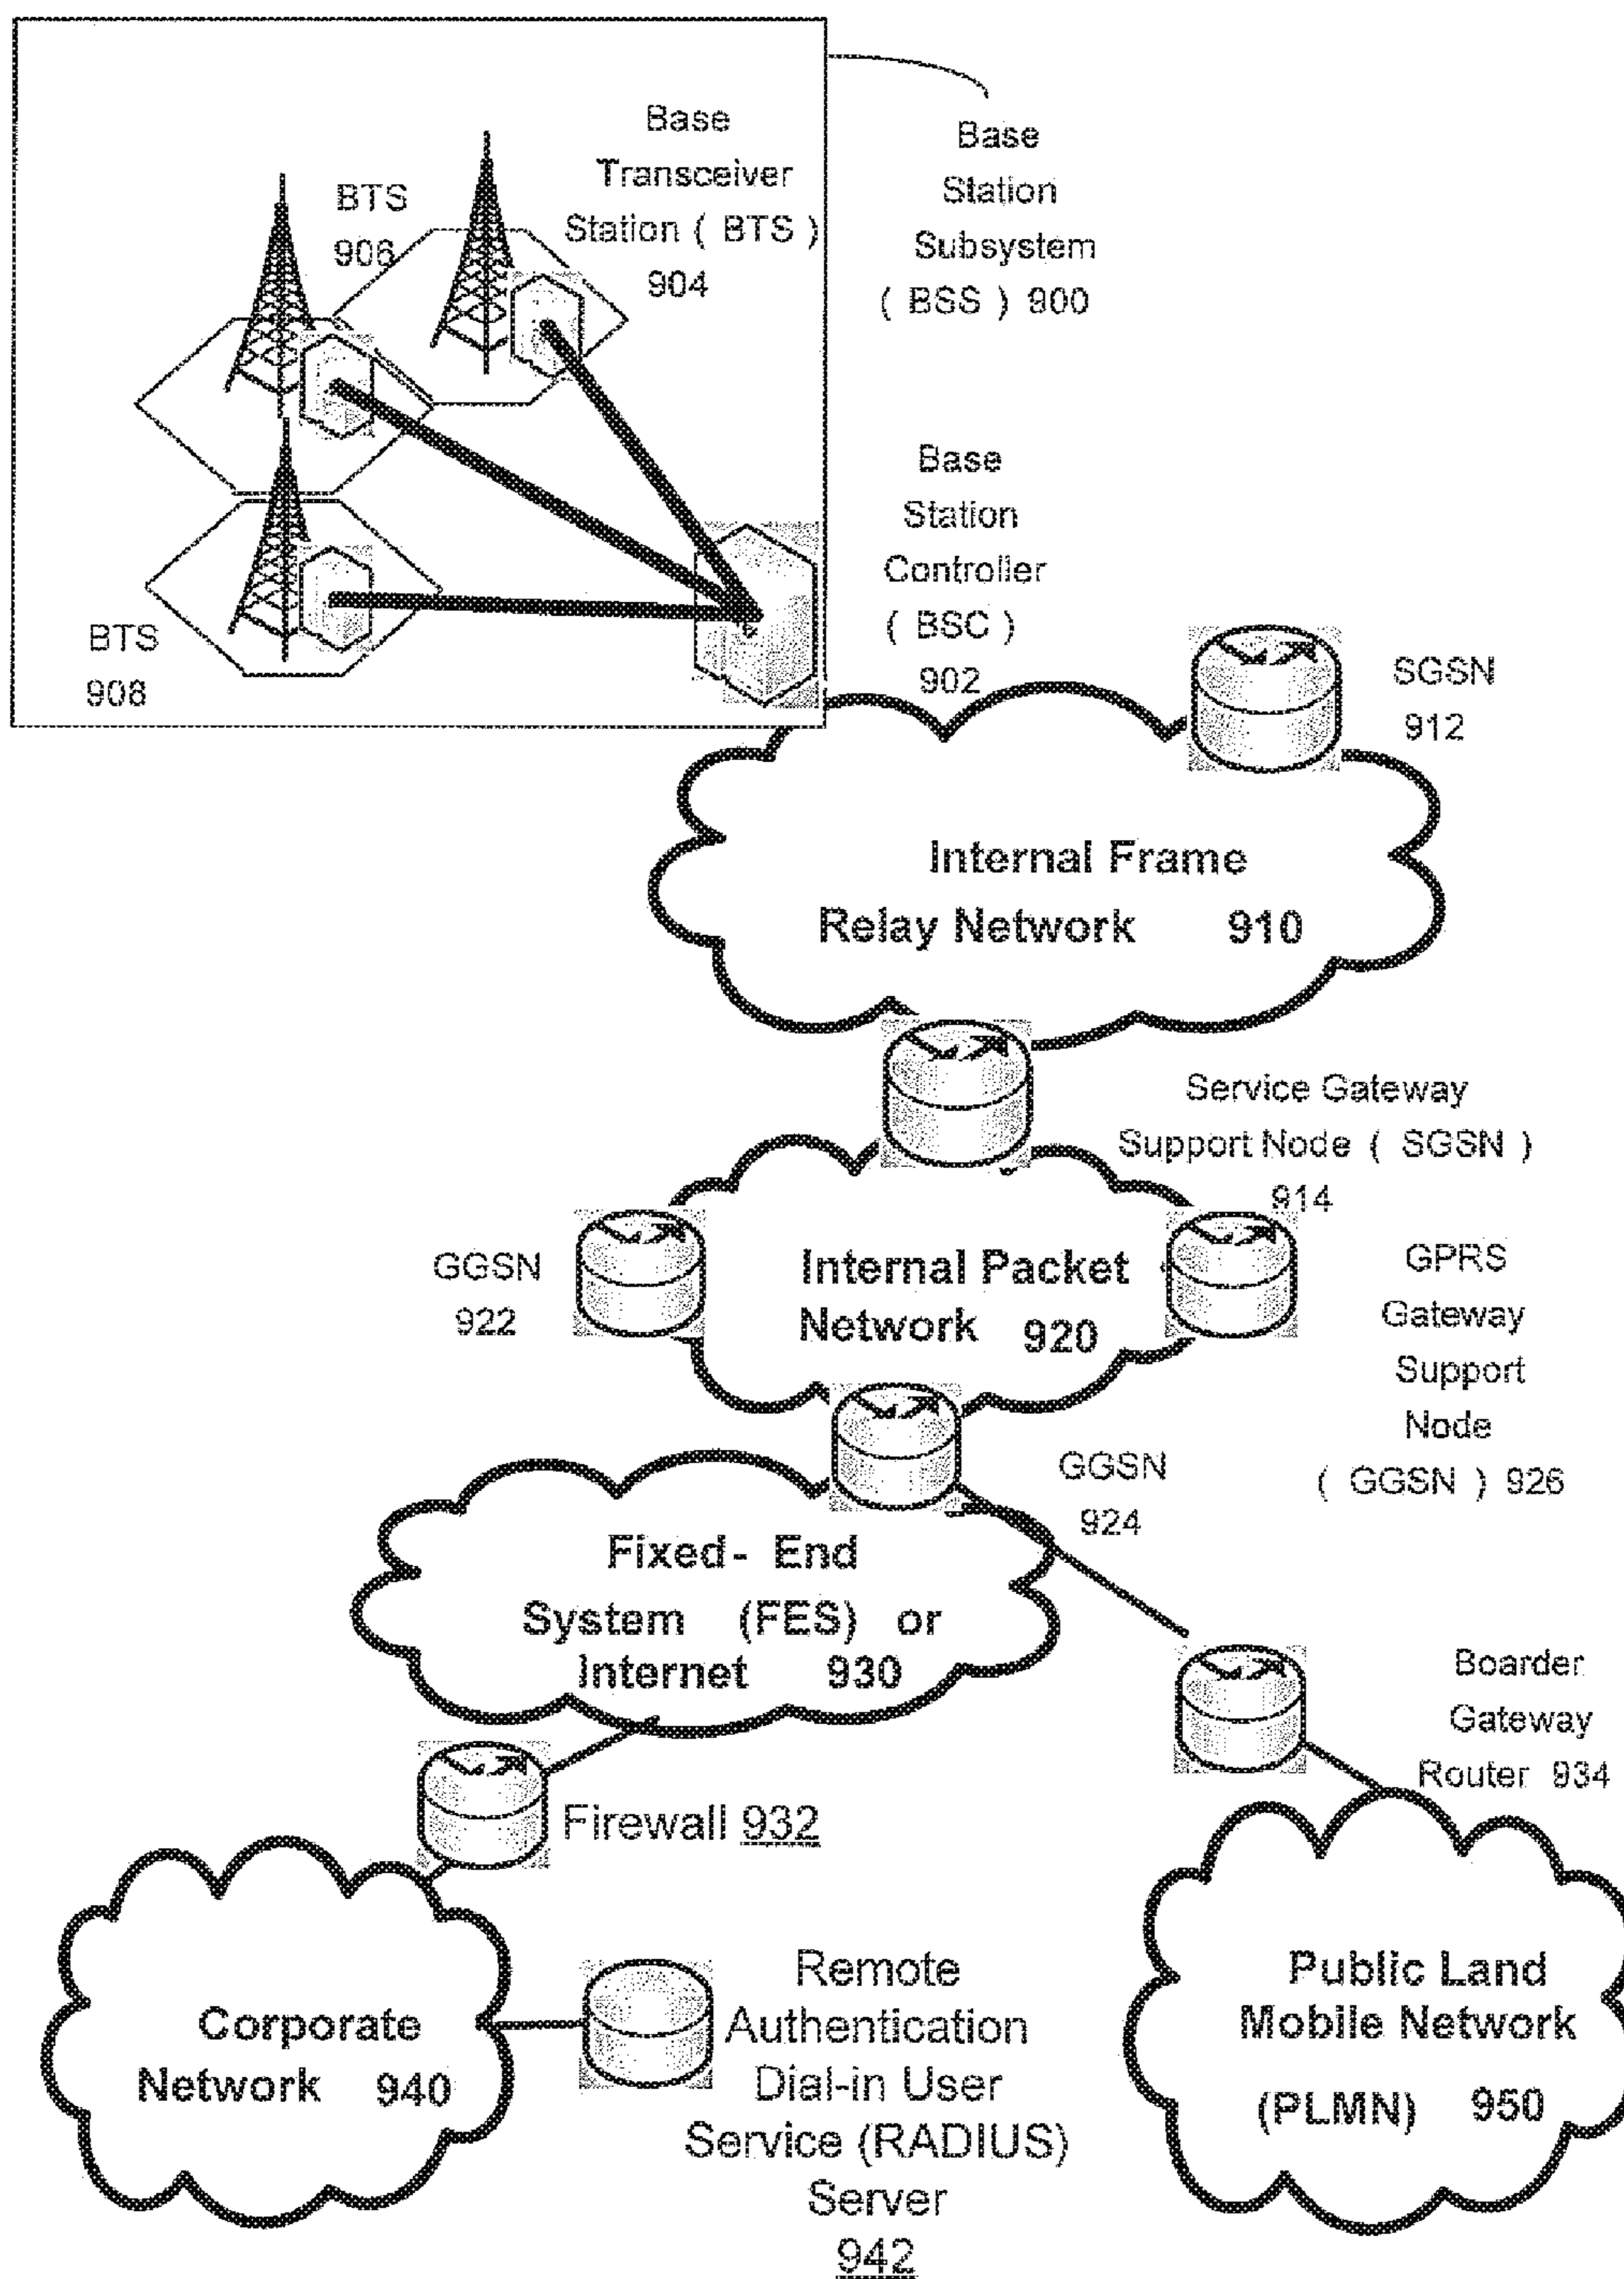 Base
Transceiver
Station ( BTS )
904
BTS
906
BTS
908
Base
Station
Subsystem
( BSS ) 900
Base
Station
Controller
( BSC )
902
SGSN
912
Internal Frame
Relay Network 910
Service Gateway
Support Node ( SGSN )
914
GGSN
922
Internal Packet
Network 920
GPRS
Gateway
Support
Node
( GGSN ) 926
GGSN
924
Fixed- End
System (FES) or
Internet 930
Boarder
Gateway
Router 934
Firewall 932
Corporate
Network 940
Remote
Authentication
Dial-in User
Service (RADIUS)
Server
942
Public Land
Mobile Network
(PLMN) 950